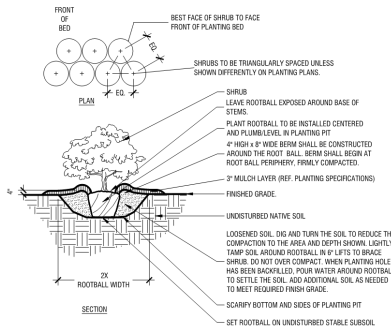 FRONT
OF
BED
BEST FACE OF SHRUB TO FACE
FRONT OF PLANTING BED
EQ.
SHRUBS TO BE TRIANGULARLY SPACED UNLESS
SHOWN DIFFERENTLY ON PLANTING PLANS.
EQ.
PLAN
SHRUB
LEAVE ROOTBALL EXPOSED AROUND BASE OF
STEMS.
PLANT ROOTBALL TO BE INSTALLED CENTERED
AND PLUMB/LEVEL IN PLANTING PIT
4" HIGH x 8" WIDE BERM SHALL BE CONSTRUCTED
AROUND THE ROOT BALL. BERM SHALL BEGIN AT
ROOT BALL PERIPHERY, FIRMLY COMPACTED.
3" MULCH LAYER (REF. PLANTING SPECIFICATIONS)
4"
FINISHED GRADE.
UNDISTURBED NATIVE SOIL
LOOSENED SOIL. DIG AND TURN THE SOIL TO REDUCE THE
COMPACTION TO THE AREA AND DEPTH SHOWN. LIGHTLY
TAMP SOIL AROUND ROOTBALL IN 6" LIFTS TO BRACE
SHRUB. DO NOT OVER COMPACT. WHEN PLANTING HOLE
HAS BEEN BACKFILLED, POUR WATER AROUND ROOTBALL
TO SETTLE THE SOIL. ADD ADDITIONAL SOIL AS NEEDED
TO MEET REQUIRED FINISH GRADE.
2X
ROOTBALL WIDTH
SECTION
SCARIFY BOTTOM AND SIDES OF PLANTING PIT
SET ROOTBALL ON UNDISTURBED STABLE SUBSOIL